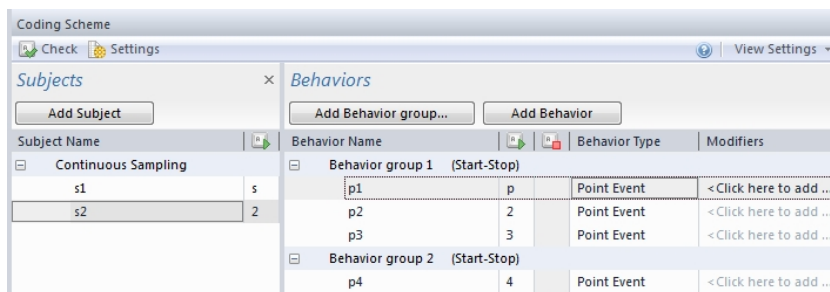 Coding Scheme
Check Settings View Settings
Subjects × Behaviors
Add Subject Add Behavior group... Add Behavior
Subject Name Behavior Name Behavior Type Modifiers
Continuous Sampling Behavior group 1 (Start-Stop)
s1 s p1 p Point Event <Click here to add ...
s2 2 p2 2 Point Event <Click here to add ...
p3 3 Point Event <Click here to add ...
Behavior group 2 (Start-Stop)
p4 4 Point Event <Click here to add ...